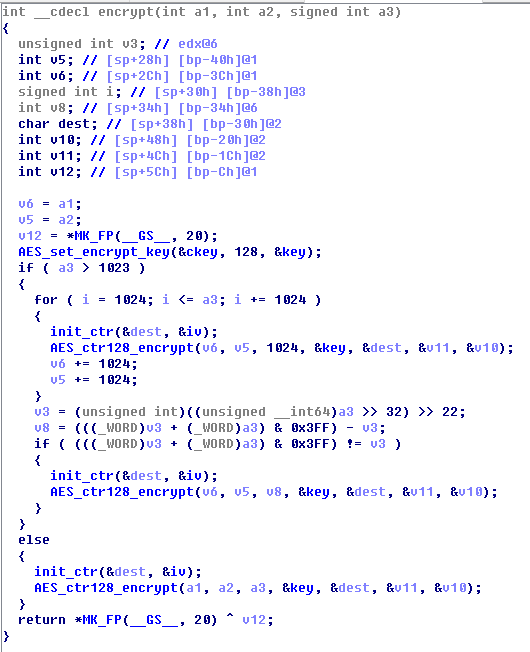 int __cdecl encrypt(int a1, int a2, signed int a3)
{
  unsigned int v3; // edx@6
  int v5; // [sp+28h] [bp-40h]@1
  int v6; // [sp+2Ch] [bp-3Ch]@1
  signed int i; // [sp+30h] [bp-38h]@3
  int v8; // [sp+34h] [bp-34h]@6
  char dest; // [sp+38h] [bp-30h]@2
  int v10; // [sp+48h] [bp-20h]@2
  int v11; // [sp+4Ch] [bp-1Ch]@2
  int v12; // [sp+5Ch] [bp-Ch]@1

  v6 = a1;
  v5 = a2;
  v12 = *MK_FP(__GS__, 20);
  AES_set_encrypt_key(&ckey, 128, &key);
  if ( a3 > 1023 )
  {
    for ( i = 1024; i <= a3; i += 1024 )
    {
      init_ctr(&dest, &iv);
      AES_ctr128_encrypt(v6, v5, 1024, &key, &dest, &v11, &v10);
      v6 += 1024;
      v5 += 1024;
    }
    v3 = (unsigned int)((unsigned __int64)a3 >> 32) >> 22;
    v8 = (((_WORD)v3 + (_WORD)a3) & 0x3FF) - v3;
    if ( (((_WORD)v3 + (_WORD)a3) & 0x3FF) != v3 )
    {
      init_ctr(&dest, &iv);
      AES_ctr128_encrypt(v6, v5, v8, &key, &dest, &v11, &v10);
    }
  }
  else
  {
    init_ctr(&dest, &iv);
    AES_ctr128_encrypt(a1, a2, a3, &key, &dest, &v11, &v10);
  }
  return *MK_FP(__GS__, 20) ^ v12;
}